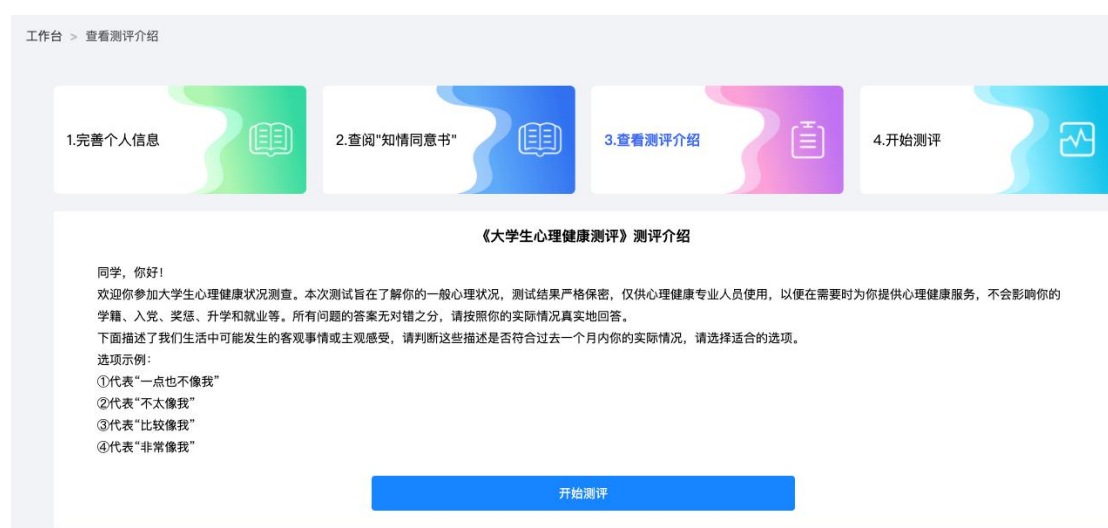 工作台 > 查看测评介绍
1.完善个人信息
2.查阅"知情同意书"
3.查看测评介绍
4.开始测评
《大学生心理健康测评》测评介绍
同学，你好！
欢迎你参加大学生心理健康状况测查。本次测试旨在了解你的一般心理状况，测试结果严格保密，仅供心理健康专业人员使用，以便在需要时为你提供心理健康服务，不会影响你的
学籍、入党、奖惩、升学和就业等。所有问题的答案无对错之分，请按照你的实际情况真实地回答。
下面描述了我们生活中可能发生的客观事情或主观感受，请判断这些描述是否符合过去一个月内你的实际情况，请选择适合的选项。
选项示例：
①代表“一点也不像我”
②代表“不太像我”
③代表“比较像我”
④代表“非常像我”
开始测评